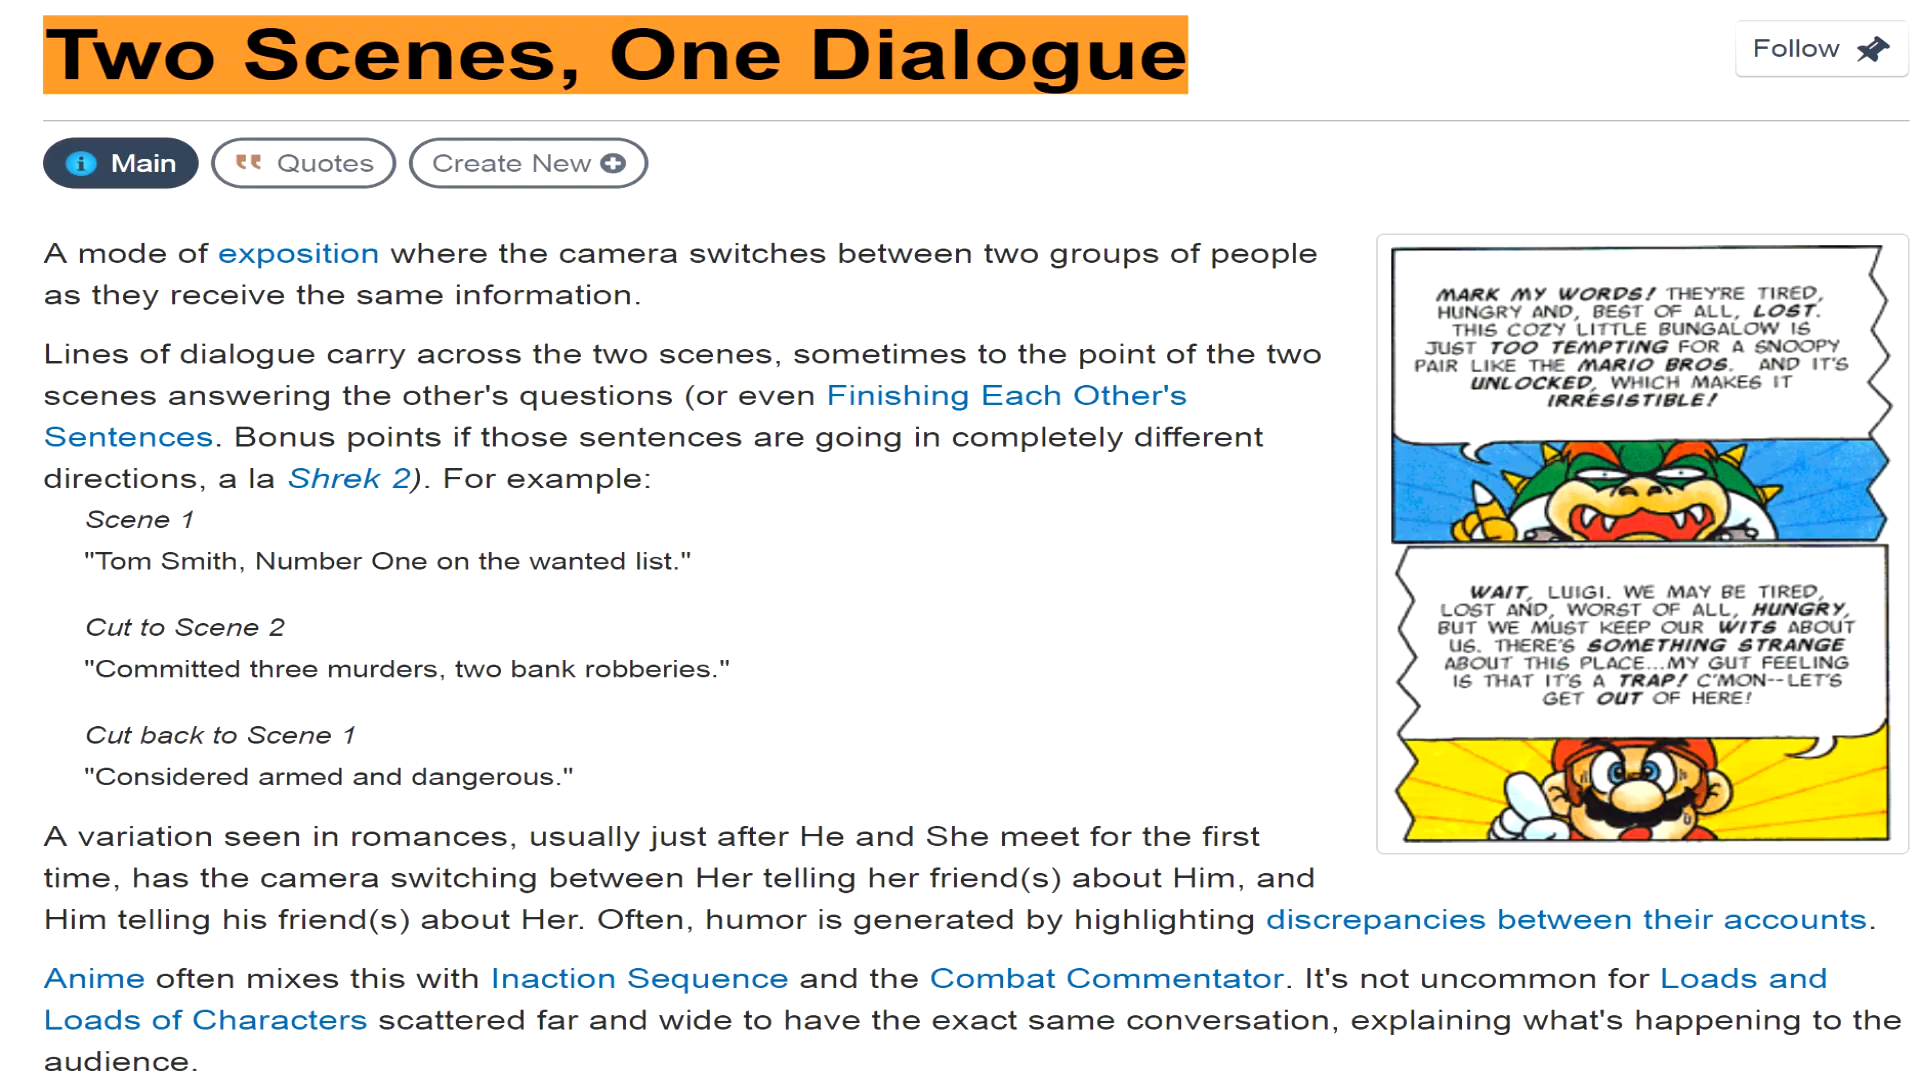 Two Scenes, One Dialogue
Follow
Main
Quotes
Create New
A mode of exposition where the camera switches between two groups of people
as they receive the same information.
Lines of dialogue carry across the two scenes, sometimes to the point of the two
scenes answering the other's questions (or even Finishing Each Other's
Sentences. Bonus points if those sentences are going in completely different
directions, a la Shrek 2). For example:
Scene 1
"Tom Smith, Number One on the wanted list."
Cut to Scene 2
"Committed three murders, two bank robberies."
Cut back to Scene 1
"Considered armed and dangerous."
A variation seen in romances, usually just after He and She meet for the first
time, has the camera switching between Her telling her friend(s) about Him, and
Him telling his friend(s) about Her. Often, humor is generated by highlighting discrepancies between their accounts.
Anime often mixes this with Inaction Sequence and the Combat Commentator. It's not uncommon for Loads and
Loads of Characters scattered far and wide to have the exact same conversation, explaining what's happening to the
audience.
MARK MY WORDS! THEY'RE TIRED,
HUNGRY AND, BEST OF ALL, LOST.
THIS COZY LITTLE BUNGALOW IS
JUST TOO TEMPTING FOR A SNOOPY
PAIR LIKE THE MARIO BROS. AND IT'S
UNLOCKED, WHICH MAKES IT
IRRESISTIBLE!
WAIT, LUIGI. WE MAY BE TIRED,
LOST AND, WORST OF ALL, HUNGRY,
BUT WE MUST KEEP OUR WITS ABOUT
US. THERE'S SOMETHING STRANGE
ABOUT THIS PLACE...MY GUT FEELING
IS THAT IT'S A TRAP! C'MON--LET'S
GET OUT OF HERE!